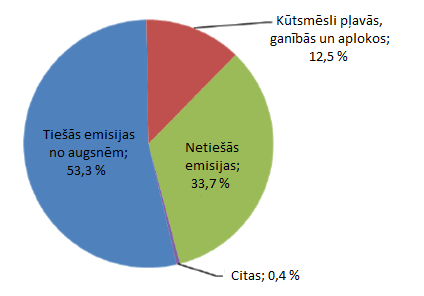 Kūtsmēsli pļavās,
ganībās un aplokos;
12,5 %
Tiešās emisijas
no augsnēm;
53,3 %
Netiešās
emisijas;
33,7 %
Citas; 0,4 %